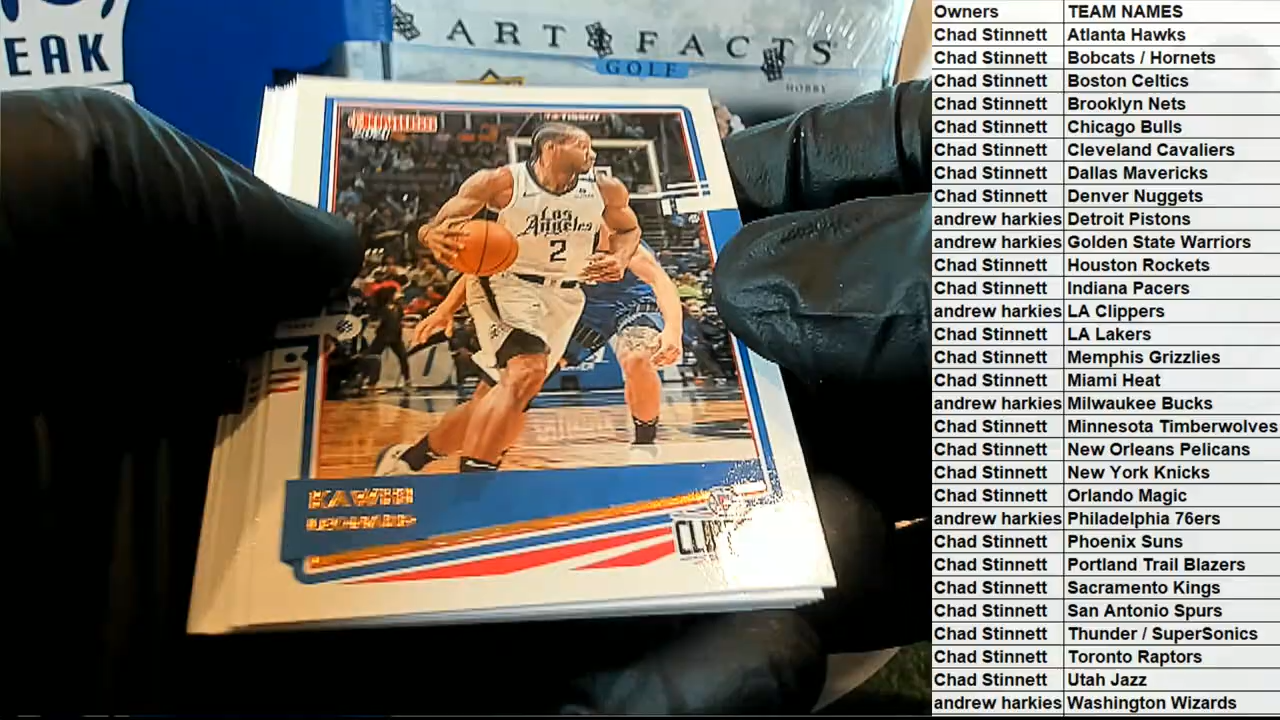 EAK
ARTIFACTS
GOLF
HOBBY
TISSOT
Los
Angeles
2
KAWHI
LEONARD
Owners TEAM NAMES
Chad Stinnett Atlanta Hawks
Chad Stinnett Bobcats / Hornets
Chad Stinnett Boston Celtics
Chad Stinnett Brooklyn Nets
Chad Stinnett Chicago Bulls
Chad Stinnett Cleveland Cavaliers
Chad Stinnett Dallas Mavericks
Chad Stinnett Denver Nuggets
andrew harkies Detroit Pistons
andrew harkies Golden State Warriors
Chad Stinnett Houston Rockets
Chad Stinnett Indiana Pacers
andrew harkies LA Clippers
Chad Stinnett LA Lakers
Chad Stinnett Memphis Grizzlies
Chad Stinnett Miami Heat
andrew harkies Milwaukee Bucks
Chad Stinnett Minnesota Timberwolves
Chad Stinnett New Orleans Pelicans
Chad Stinnett New York Knicks
Chad Stinnett Orlando Magic
andrew harkies Philadelphia 76ers
Chad Stinnett Phoenix Suns
Chad Stinnett Portland Trail Blazers
Chad Stinnett Sacramento Kings
Chad Stinnett San Antonio Spurs
Chad Stinnett Thunder / SuperSonics
Chad Stinnett Toronto Raptors
Chad Stinnett Utah Jazz
andrew harkies Washington Wizards